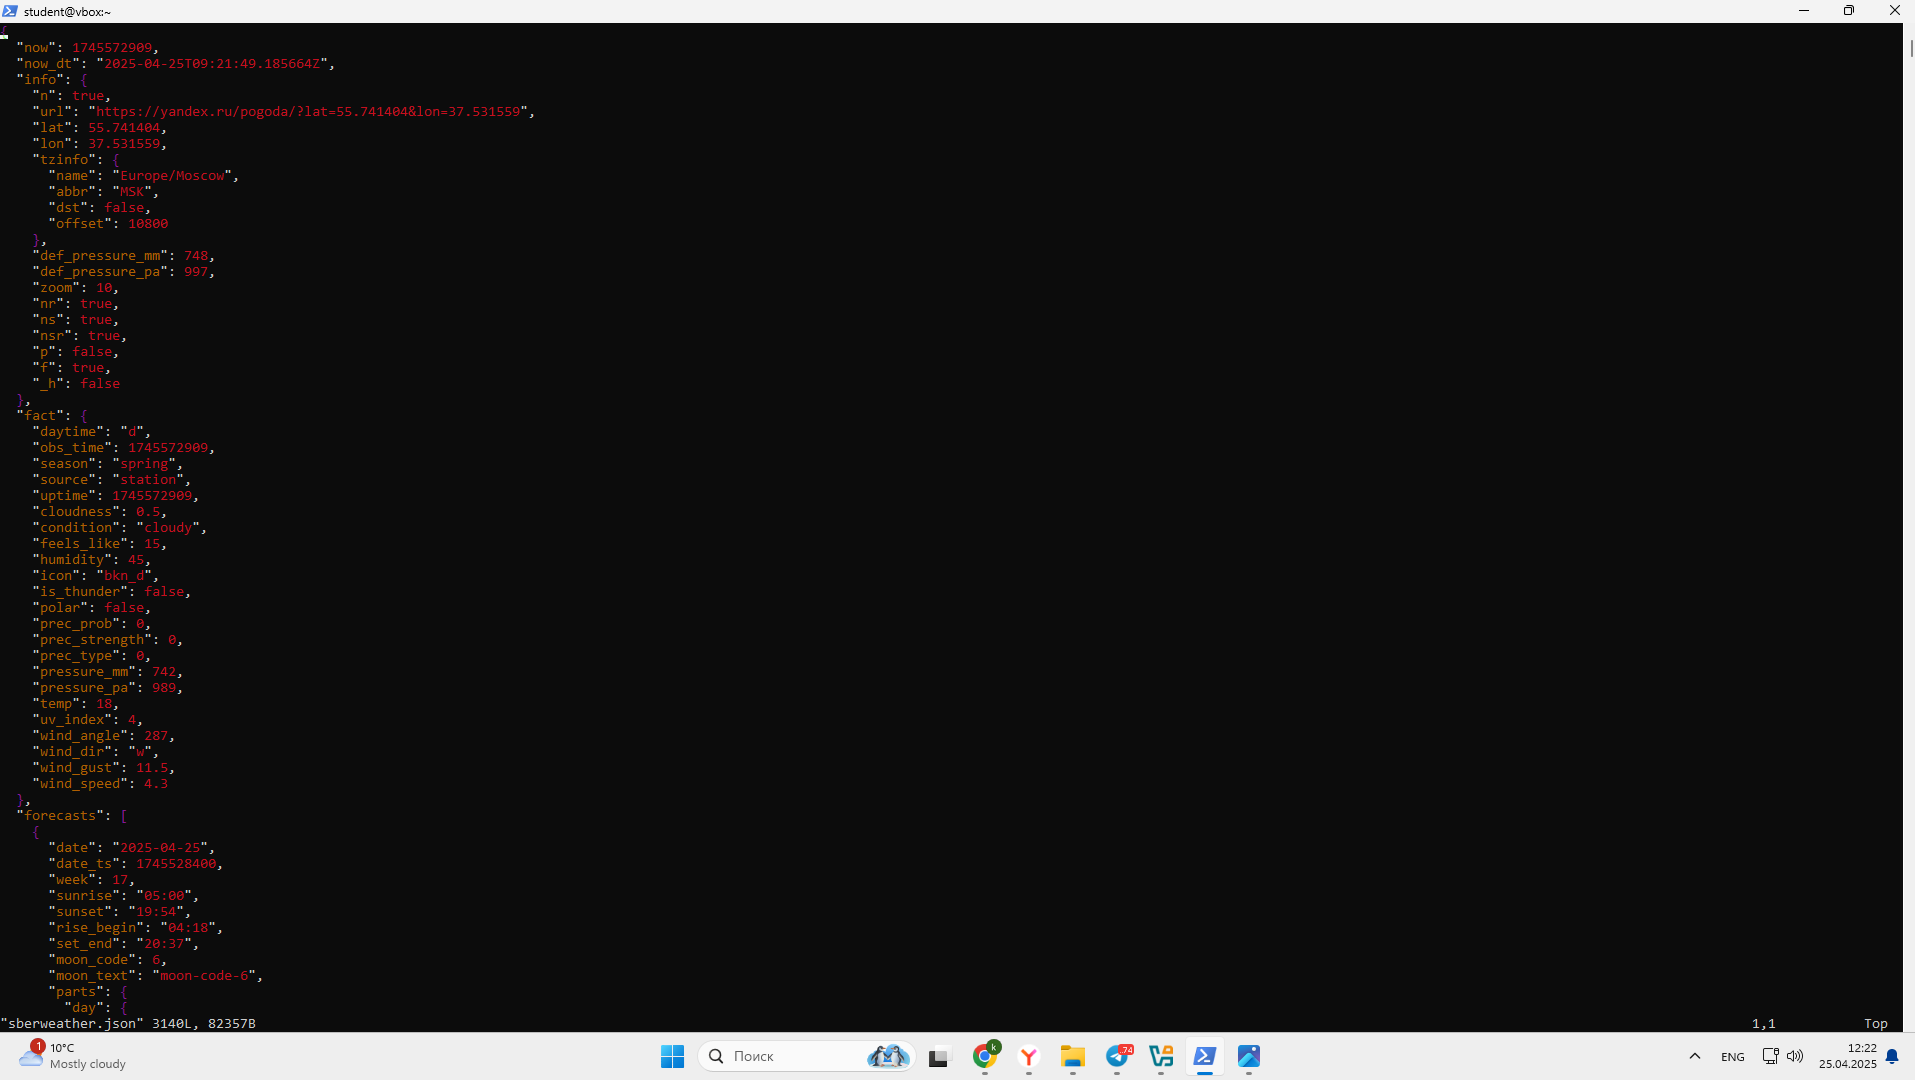 student@vbox:~
{
  "now": 1745572909,
  "now_dt": "2025-04-25T09:21:49.185664Z",
  "info": {
    "n": true,
    "url": "https://yandex.ru/pogoda/?lat=55.741404&lon=37.531559",
    "lat": 55.741404,
    "lon": 37.531559,
    "tzinfo": {
      "name": "Europe/Moscow",
      "abbr": "MSK",
      "dst": false,
      "offset": 10800
    },
    "def_pressure_mm": 748,
    "def_pressure_pa": 997,
    "zoom": 10,
    "nr": true,
    "ns": true,
    "nsr": true,
    "p": false,
    "f": true,
    "_h": false
  },
  "fact": {
    "daytime": "d",
    "obs_time": 1745572909,
    "season": "spring",
    "source": "station",
    "uptime": 1745572909,
    "cloudness": 0.5,
    "condition": "cloudy",
    "feels_like": 15,
    "humidity": 45,
    "icon": "bkn_d",
    "is_thunder": false,
    "polar": false,
    "prec_prob": 0,
    "prec_strength": 0,
    "prec_type": 0,
    "pressure_mm": 742,
    "pressure_pa": 989,
    "temp": 18,
    "uv_index": 4,
    "wind_angle": 287,
    "wind_dir": "w",
    "wind_gust": 11.5,
    "wind_speed": 4.3
  },
  "forecasts": [
    {
      "date": "2025-04-25",
      "date_ts": 1745528400,
      "week": 17,
      "sunrise": "05:00",
      "sunset": "19:54",
      "rise_begin": "04:18",
      "set_end": "20:37",
      "moon_code": 6,
      "moon_text": "moon-code-6",
      "parts": {
        "day": {
"sberweather.json" 3140L, 82357B 1,1 Top
1
10°C
Mostly cloudy
Поиск
k
74
ENG
12:22
25.04.2025